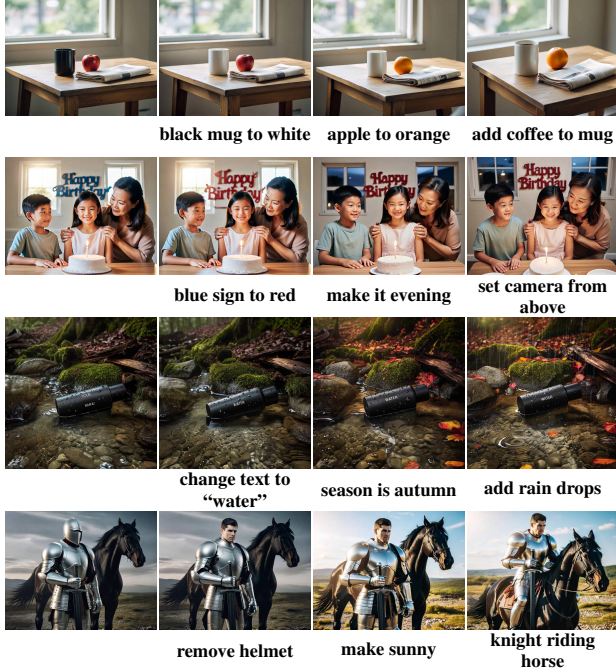 black mug to white
apple to orange
add coffee to mug
Happy
Birthday
Happy
Birthday
Happy
Birthday
Happy
Birthday
blue sign to red
make it evening
set camera from
above
change text to
“water”
season is autumn
add rain drops
remove helmet
make sunny
knight riding
horse